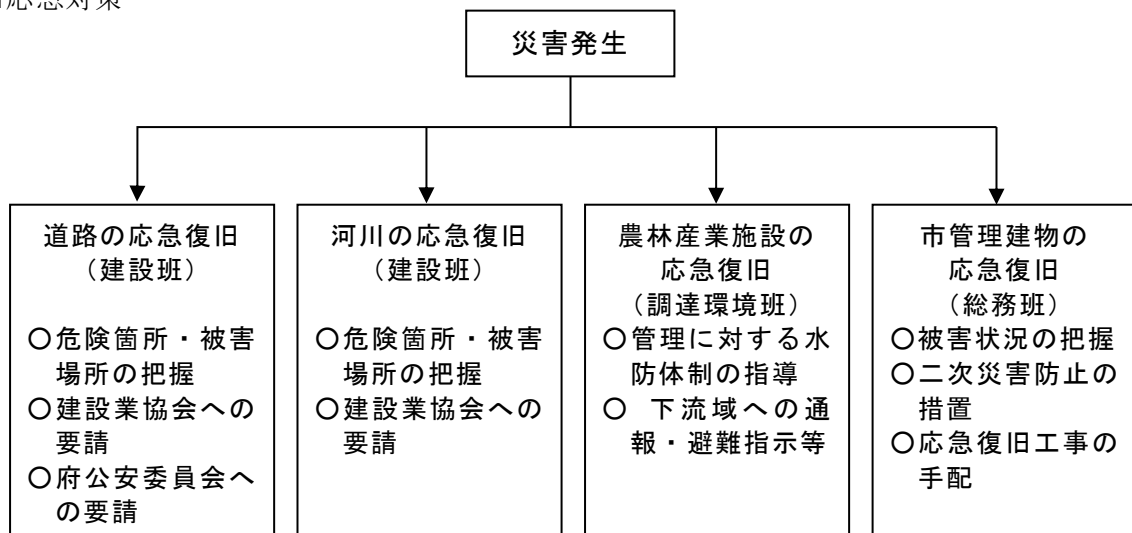 応急対策
災害発生
道路の応急復旧
（建設班）
〇危険箇所・被害
場所の把握
〇建設業協会への
要請
〇府公安委員会へ
の要請
河川の応急復旧
（建設班）
〇危険箇所・被害
場所の把握
〇建設業協会への
要請
農林産業施設の
応急復旧
（調達環境班）
〇管理に対する水
防体制の指導
〇 下流域への通
報・避難指示等
市管理建物の
応急復旧
（総務班）
〇被害状況の把握
〇二次災害防止の
措置
〇応急復旧工事の
手配